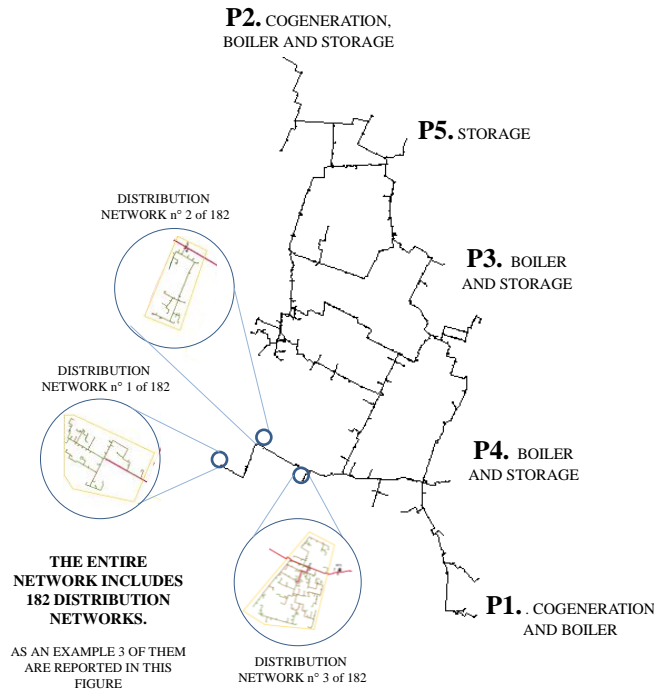 P2. COGENERATION,
BOILER AND STORAGE
P5. STORAGE
DISTRIBUTION
NETWORK n° 2 of 182
P3. BOILER
AND STORAGE
DISTRIBUTION
NETWORK n° 1 of 182
P4. BOILER
AND STORAGE
THE ENTIRE
NETWORK INCLUDES
182 DISTRIBUTION
NETWORKS.
AS AN EXAMPLE 3 OF THEM
ARE REPORTED IN THIS
FIGURE
P1. . COGENERATION
AND BOILER
DISTRIBUTION
NETWORK n° 3 of 182